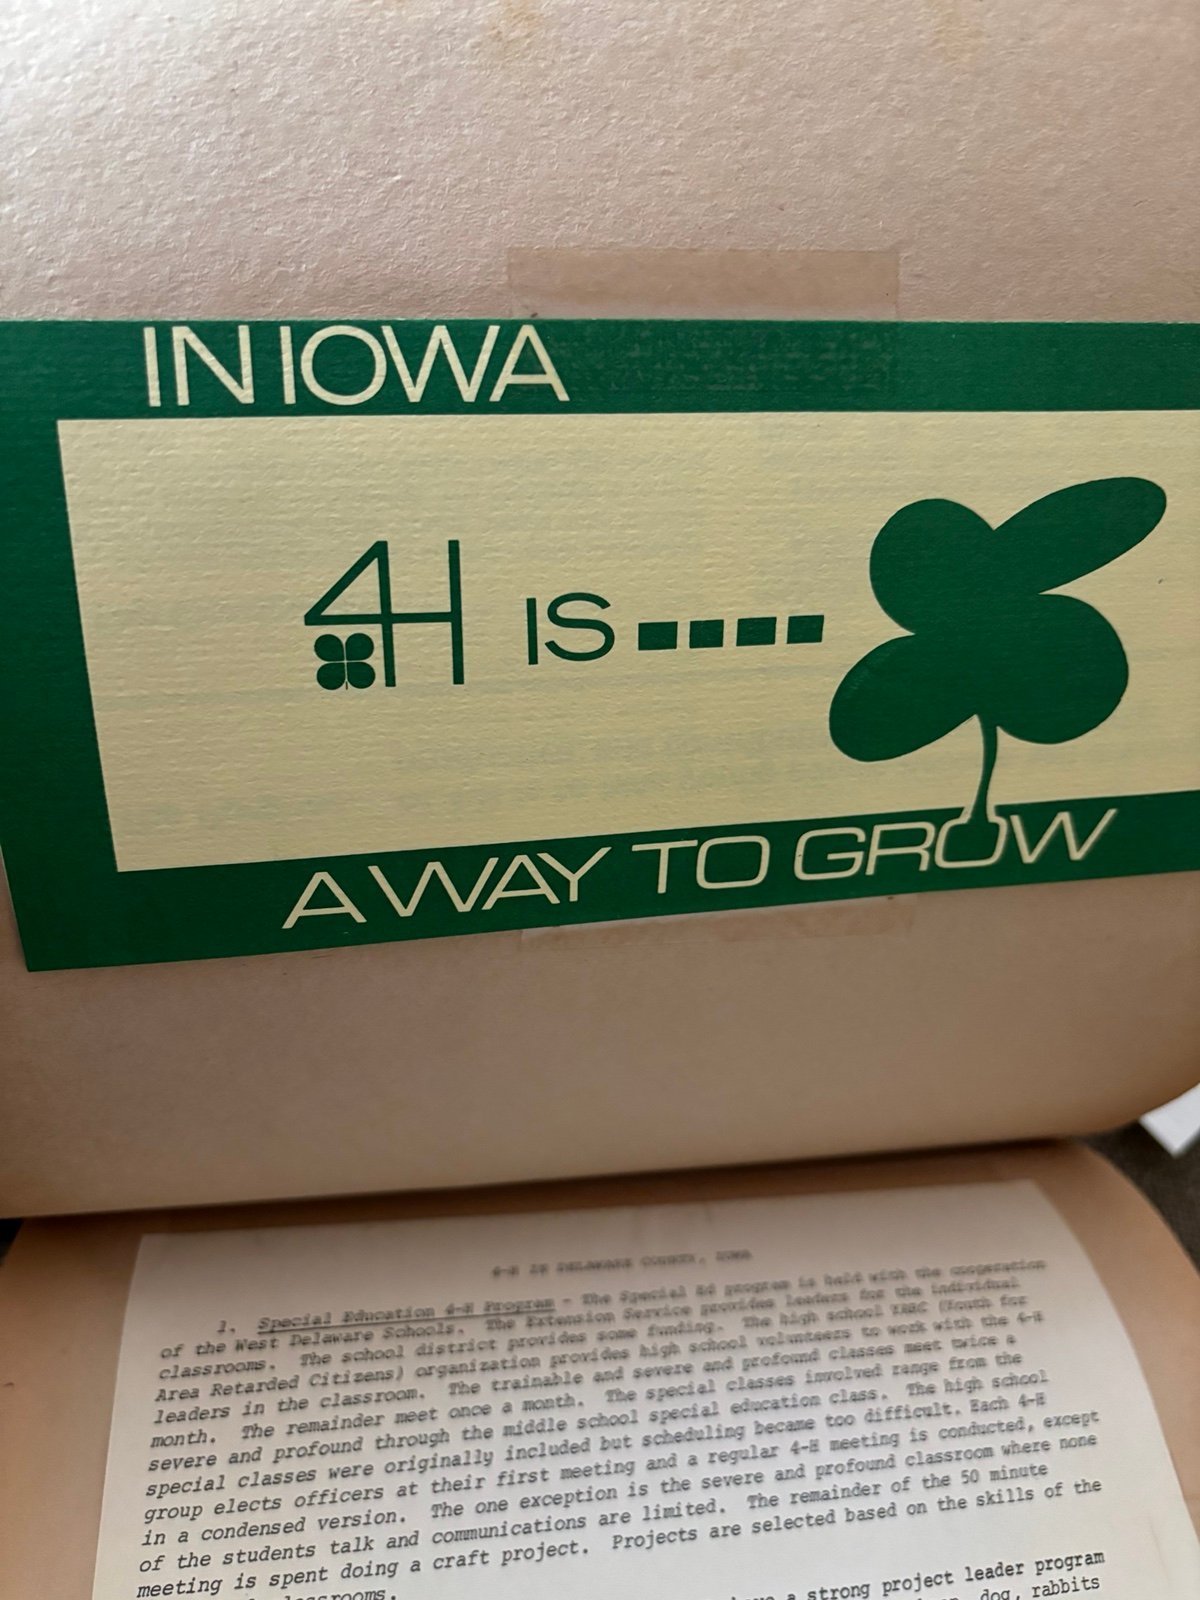 IN IOWA
4H IS
A WAY TO GROW
4-H IN DELAWARE COUNTY, IOWA
1. Special Education 4-H Program - The Special Ed program is held with the cooperation
of the West Delaware Schools. The Extension Service provides leaders for the individual
classrooms. The school district provides some funding. The high school YARC (Youth for
Area Retarded Citizens) organization provides high school volunteers to work with the 4-H
leaders in the classroom. The trainable and severe and profound classes meet twice a
month. The remainder meet once a month. The special classes involved range from the
severe and profound through the middle school special education class. The high school
special classes were originally included but scheduling became too difficult. Each 4-H
group elects officers at their first meeting and a regular 4-H meeting is conducted, except
in a condensed version. The one exception is the severe and profound classroom where none
of the students talk and communications are limited. The remainder of the 50 minute
meeting is spent doing a craft project. Projects are selected based on the skills of the
classrooms.
a strong project leader program
dog, rabbits